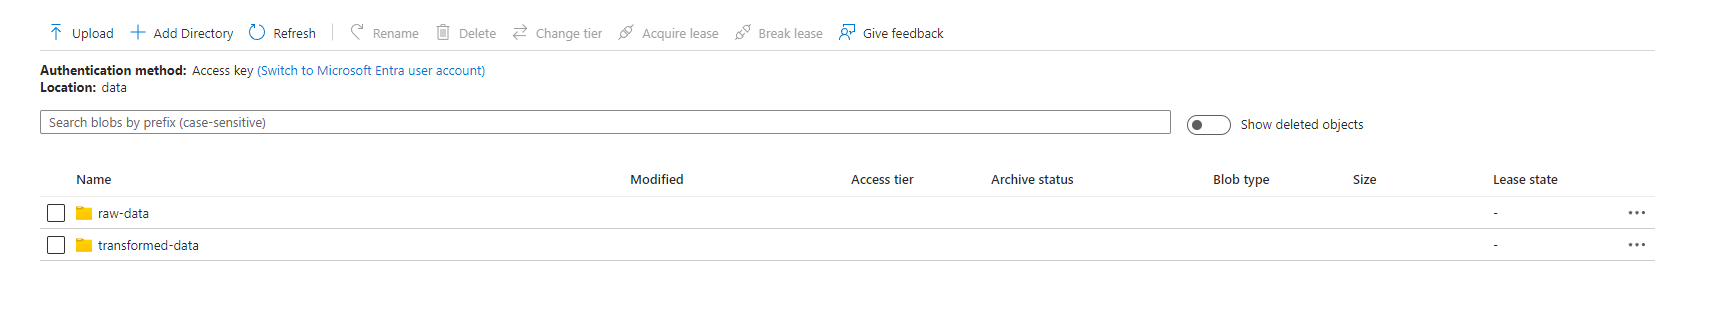 Upload Add Directory Refresh Rename Delete Change tier Acquire lease Break lease Give feedback
Authentication method: Access key (Switch to Microsoft Entra user account)
Location: data
Search blobs by prefix (case-sensitive) Show deleted objects
Name Modified Access tier Archive status Blob type Size Lease state
raw-data -
transformed-data -